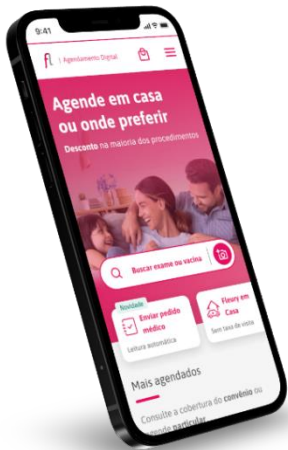 9:41
fl | Agendamento Digital
Agende em casa
ou onde preferir
Desconto na maioria dos procedimentos
Buscar exame ou vacina
Novidade
Enviar pedido
médico
Leitura automática
Fleury em
Casa
Sem taxa de visita
Mais agendados
Consulte a cobertura do convênio ou
agende particular